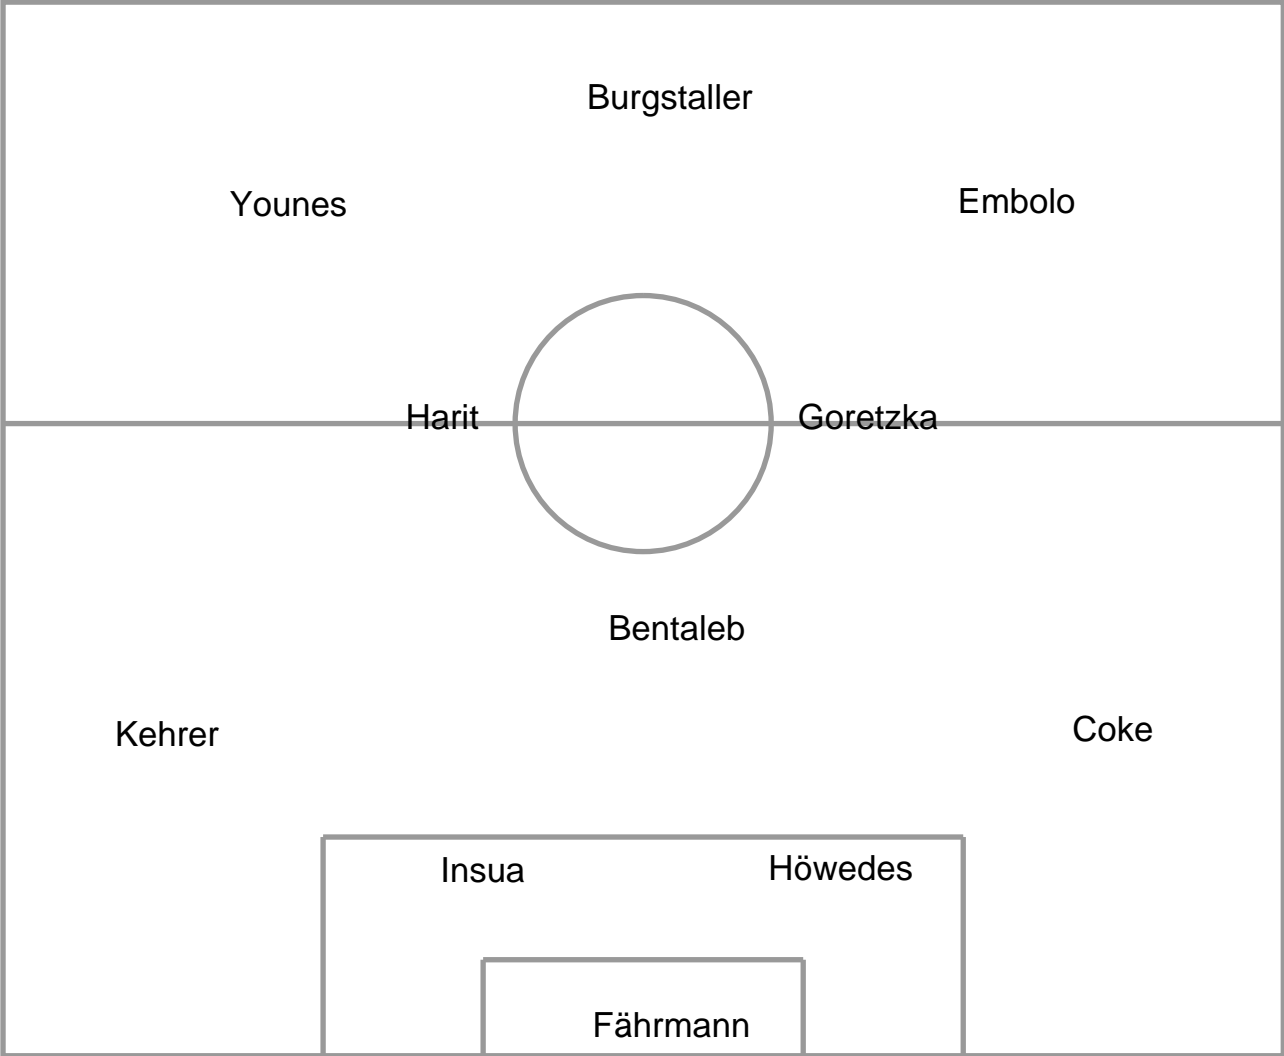 Burgstaller
Younes
Embolo
Harit
Goretzka
Bentaleb
Kehrer
Coke
Insua
Höwedes
Fährmann